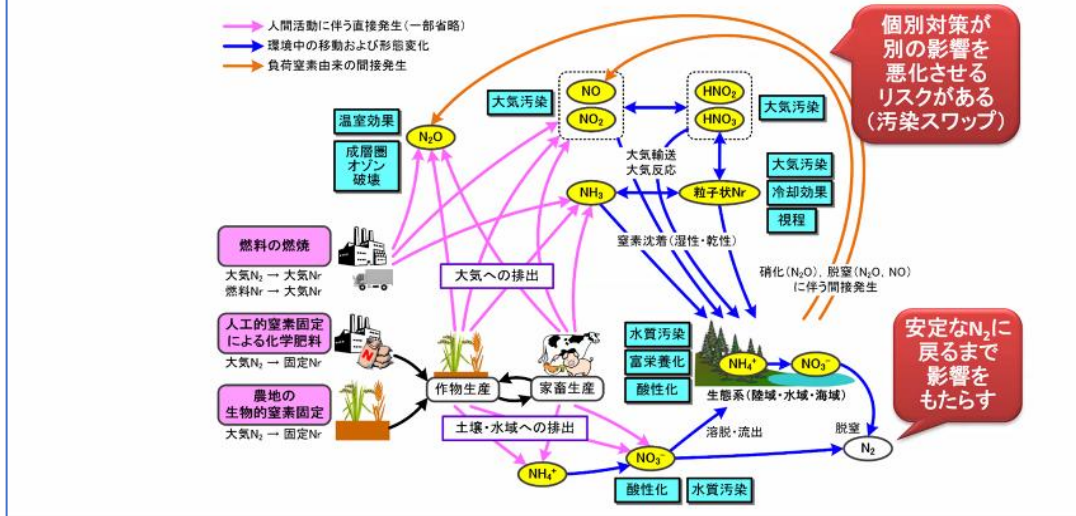 人間活動に伴う直接発生(一部省略)
環境中の移動および形態変化
負荷窒素由来の間接発生
個別対策が
別の影響を
悪化させる
リスクがある
(汚染スワップ)
大気汚染
NO
NO₂
HNO₂
HNO₃
大気汚染
温室効果
N₂O
成層圏
オゾン
破壊
大気輸送
大気反応
大気汚染
冷却効果
視程
NH₃
粒子状Nr
窒素沈着(湿性・乾性)
燃料の燃焼
大気N₂ → 大気Nr
燃料Nr → 大気Nr
大気への排出
硝化(N₂O), 脱窒(N₂O, NO)
に伴う間接発生
人工的窒素固定
による化学肥料
大気N₂ → 固定Nr
N
水質汚染
富栄養化
酸性化
NH₄⁺
NO₃⁻
生態系(陸域・水域・海域)
安定なN₂に
戻るまで
影響を
もたらす
農地の
生物的窒素固定
大気N₂ → 固定Nr
作物生産
家畜生産
土壌・水域への排出
溶脱・流出
脱窒
N₂
NH₄⁺
NO₃⁻
酸性化
水質汚染